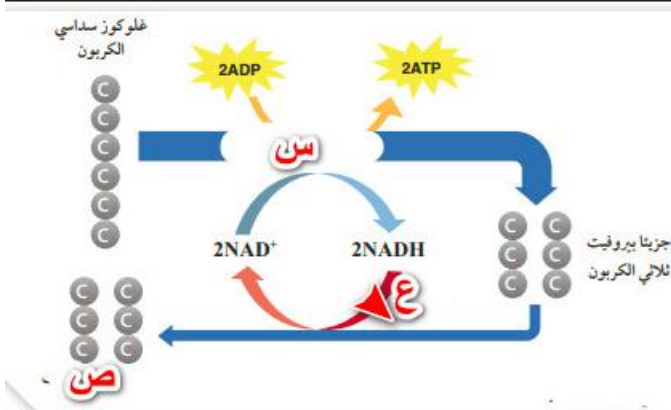 غلوكوز سداسي
الكربون
2ADP
2ATP
C
C
C
C
C
C
س
2NAD⁺
2NADH
C C
C C
C C
جزيئا بيروفيت
ثلاثي الكربون
ع
C C
C C
C C
ص